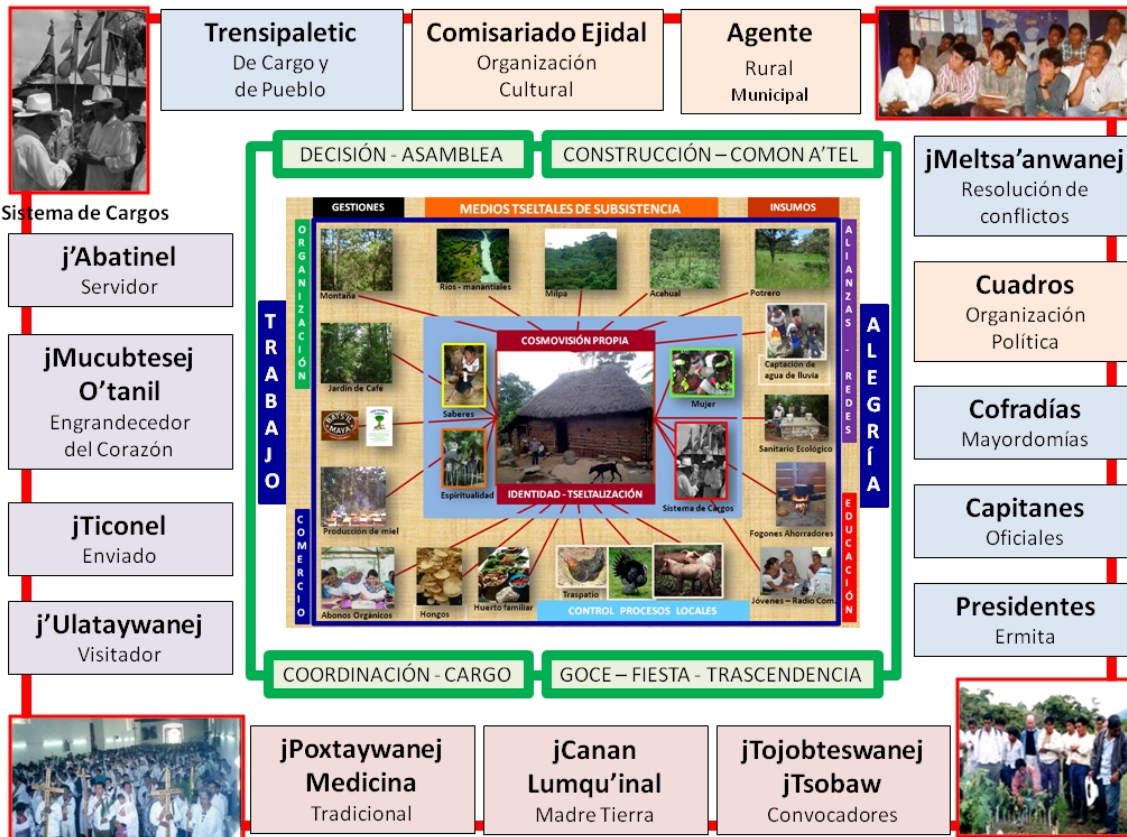 Trensipaletic
De Cargo y
de Pueblo
Comisariado Ejidal
Organización
Cultural
Agente
Rural
Municipal
Sistema de Cargos
j'Abatinel
Servidor
jMucubtesej
O'tanil
Engrandecedor
del Corazón
jTiconel
Enviado
j'Ulataywanej
Visitador
DECISIÓN - ASAMBLEA
CONSTRUCCIÓN – COMON A'TEL
TRABAJO
GESTIONES
MEDIOS TSELTALES DE SUBSISTENCIA
INSUMOS
ORGANIZACIÓN
Montaña
Ríos - manantiales
Milpa
Acahual
Potrero
ALIANZAS - REDES
COSMOVISIÓN PROPIA
Jardín de Café
Saberes
Mujer
Captación de
agua de lluvia
BATS'IL
MAYA
Sanitario Ecológico
Espiritualidad
IDENTIDAD - TSELTALIZACIÓN
Sistema de Cargos
Producción de miel
Fogones Ahorradores
COMERCIO
Abonos Orgánicos
Hongos
Huerto familiar
Traspatio
CONTROL PROCESOS LOCALES
Jóvenes – Radio Com.
EDUCACIÓN
ALEGRÍA
COORDINACIÓN - CARGO
GOCE – FIESTA - TRASCENDENCIA
jMeltsa'anwanej
Resolución de
conflictos
Cuadros
Organización
Política
Cofradías
Mayordomías
Capitanes
Oficiales
Presidentes
Ermita
jPoxtaywanej
Medicina
Tradicional
jCanan
Lumqu'inal
Madre Tierra
jTojobteswanej
jTsobaw
Convocadores